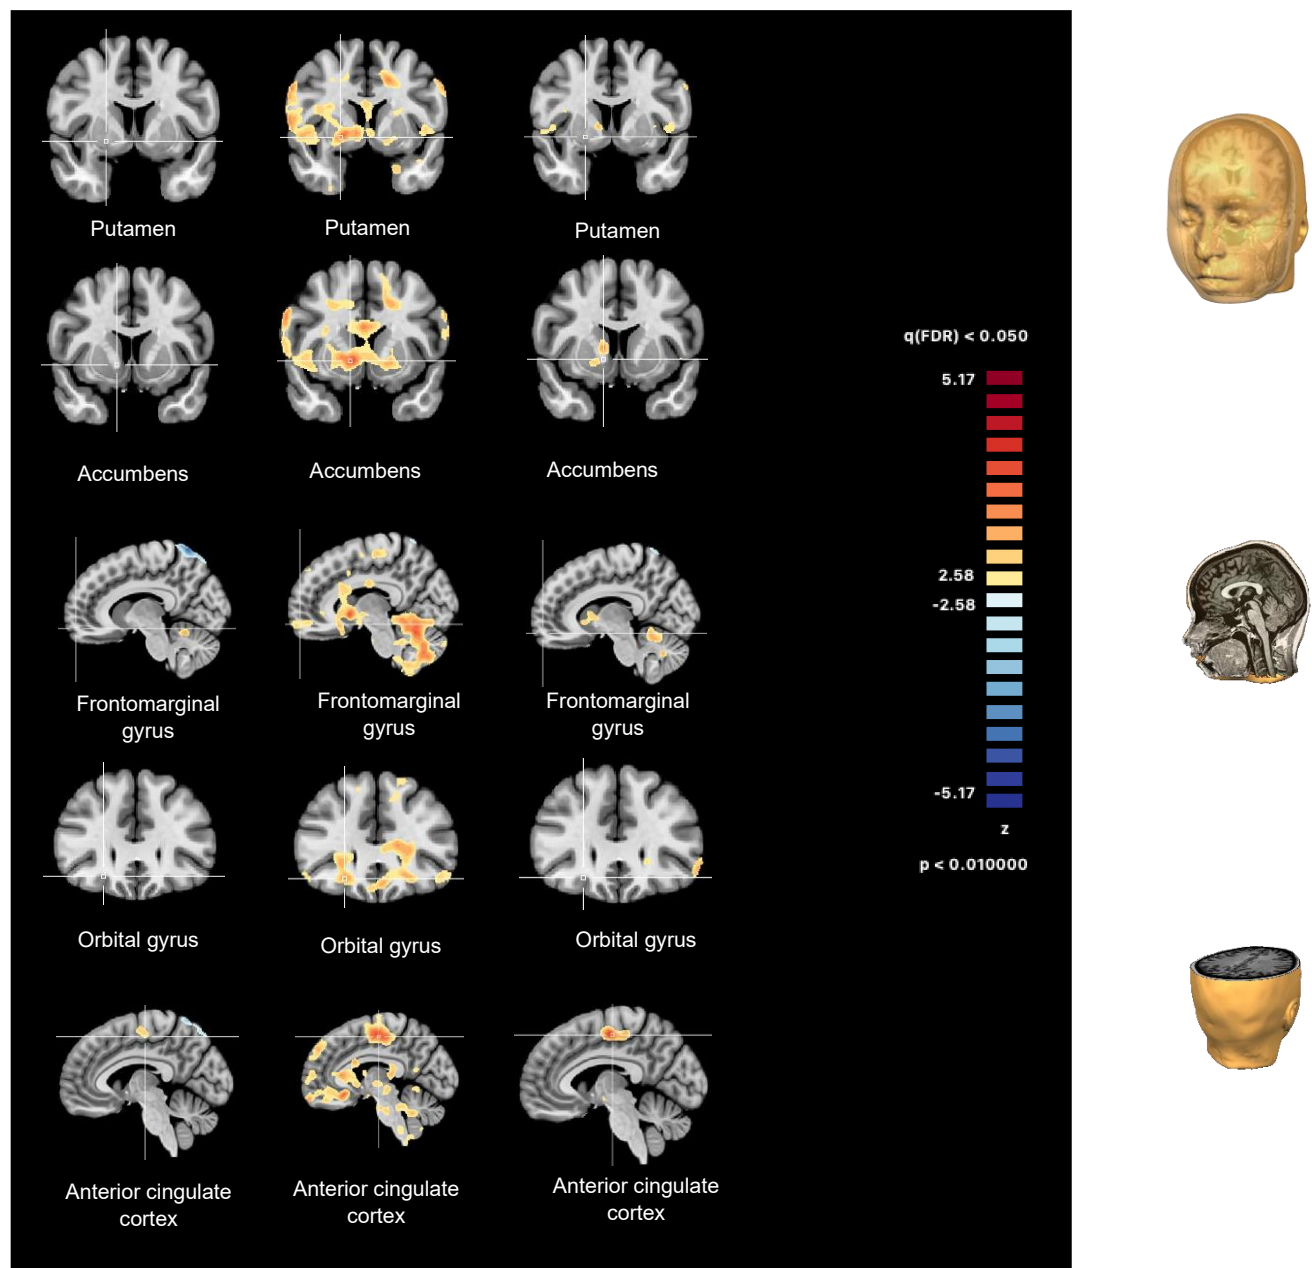 Putamen
Putamen
Putamen
Accumbens
Accumbens
Accumbens
q(FDR) < 0.050
5.17
2.58
-2.58
-5.17
z
p < 0.010000
Frontomarginal
gyrus
Frontomarginal
gyrus
Frontomarginal
gyrus
Orbital gyrus
Orbital gyrus
Orbital gyrus
Anterior cingulate
cortex
Anterior cingulate
cortex
Anterior cingulate
cortex